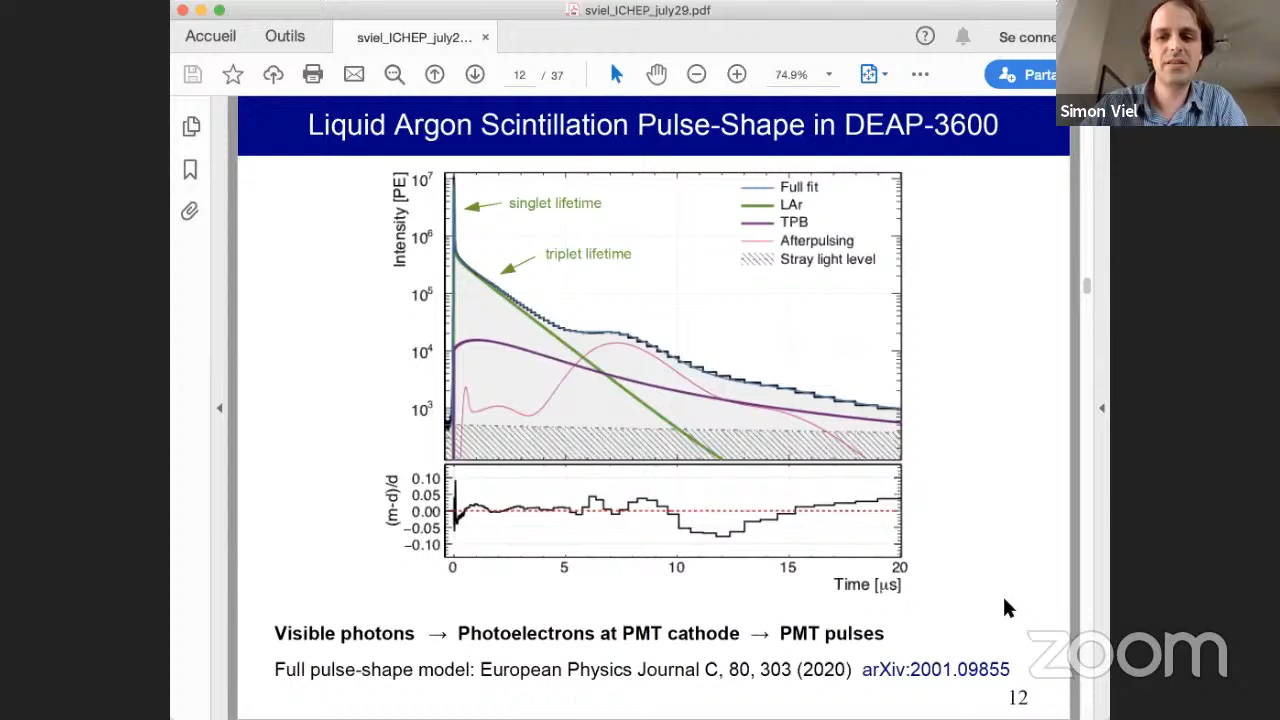 sviel_ICHEP_july29.pdf
Accueil
Outils
sviel_ICHEP_july2... ×
Se conne
12 / 37
74.9%
Parta
Simon Viel
Liquid Argon Scintillation Pulse-Shape in DEAP-3600
Intensity [PE]
10⁷
10⁶
10⁵
10⁴
10³
singlet lifetime
triplet lifetime
Full fit
LAr
TPB
Afterpulsing
Stray light level
(m-d)/d
0.10
0.05
0.00
−0.05
−0.10
0 5 10 15 20
Time [μs]
Visible photons → Photoelectrons at PMT cathode → PMT pulses
Full pulse-shape model: European Physics Journal C, 80, 303 (2020) arXiv:2001.09855
12
zoom